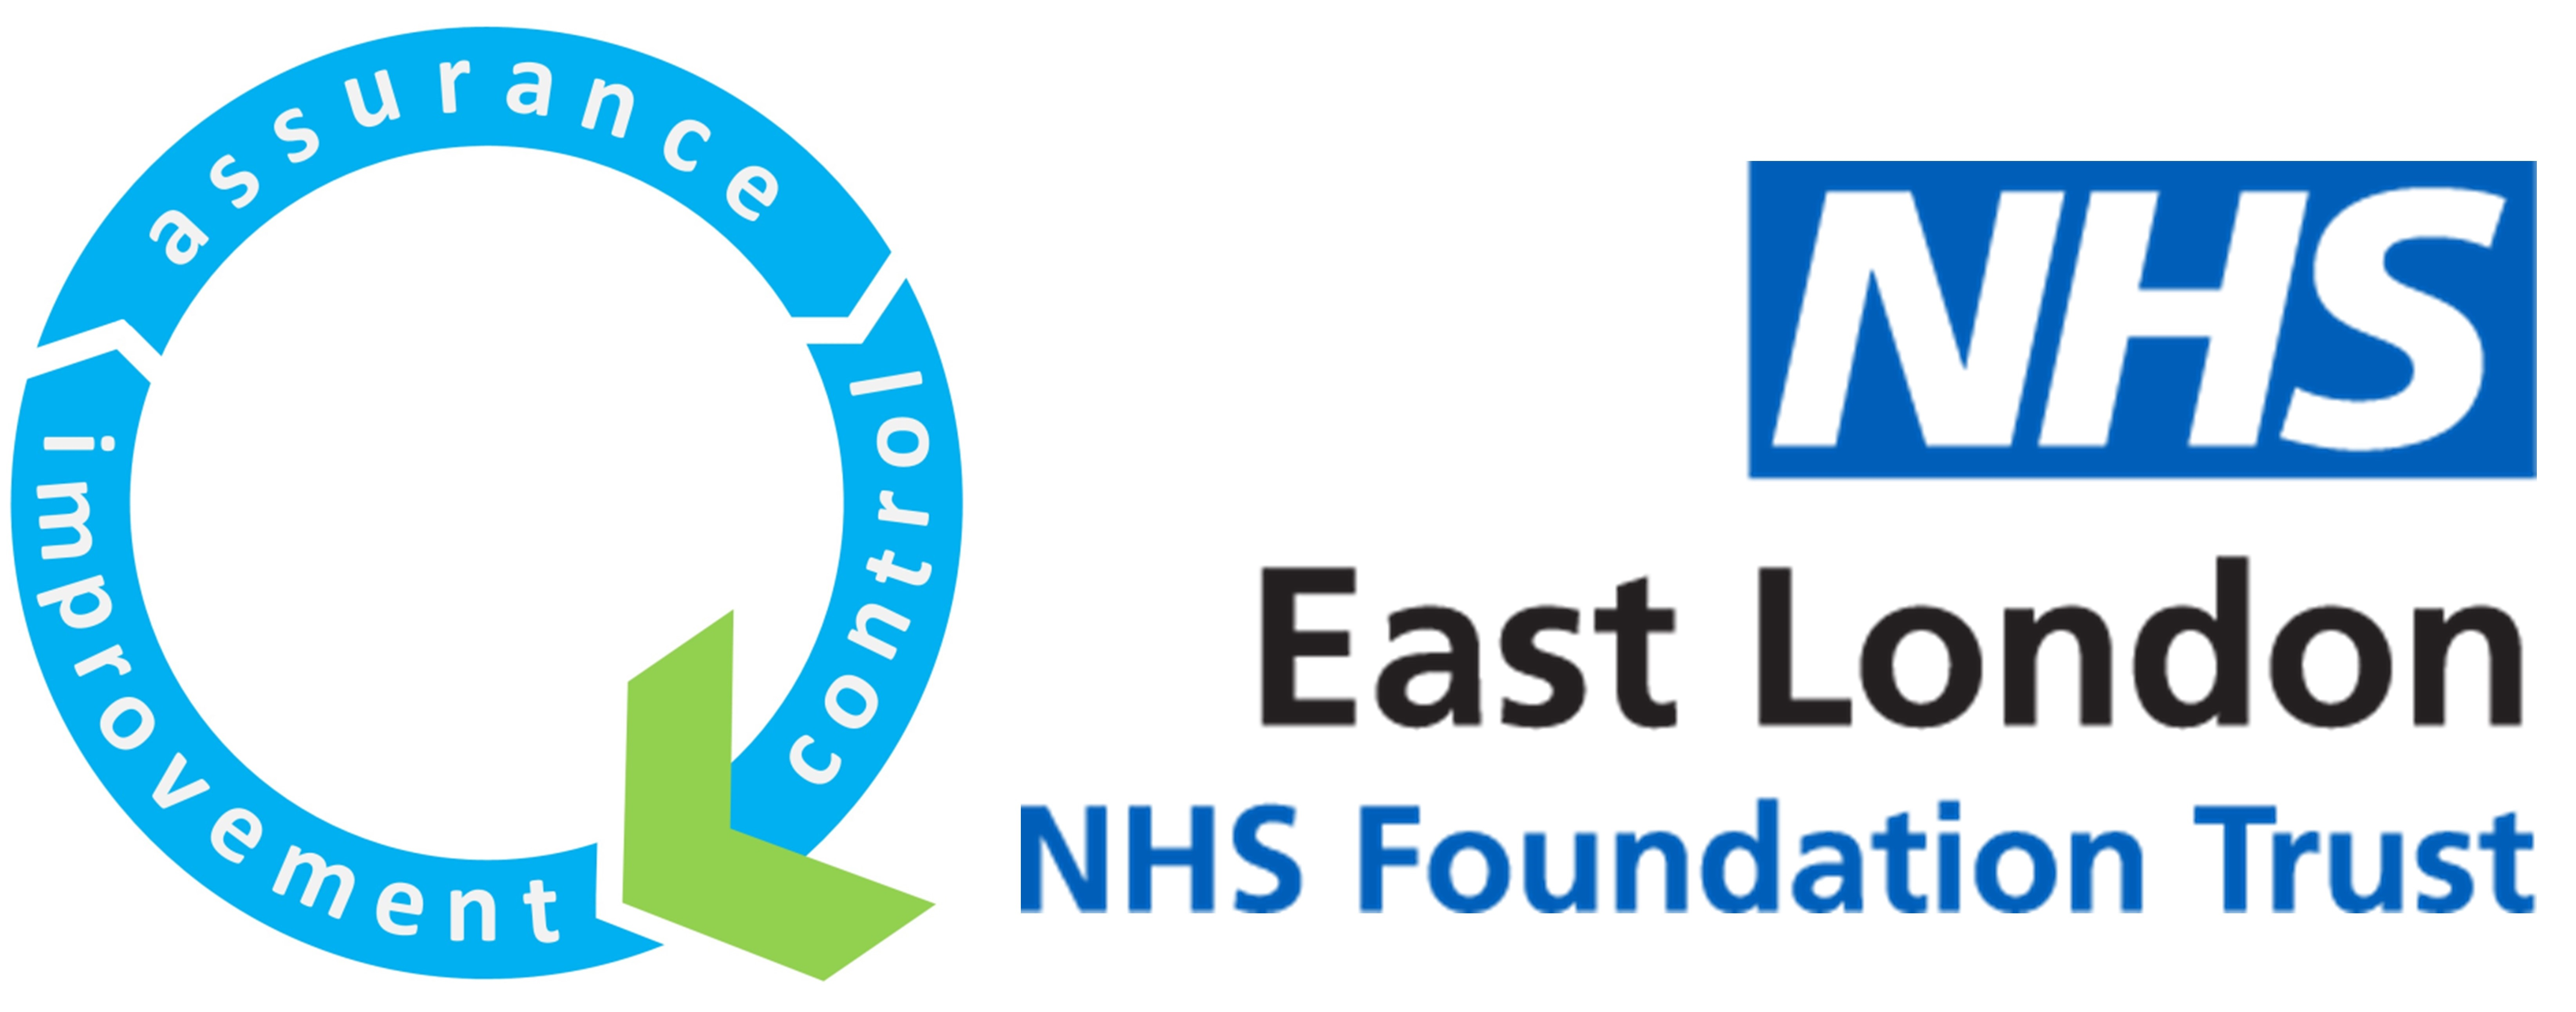 assurance
control
improvement
NHS
East London
NHS Foundation Trust